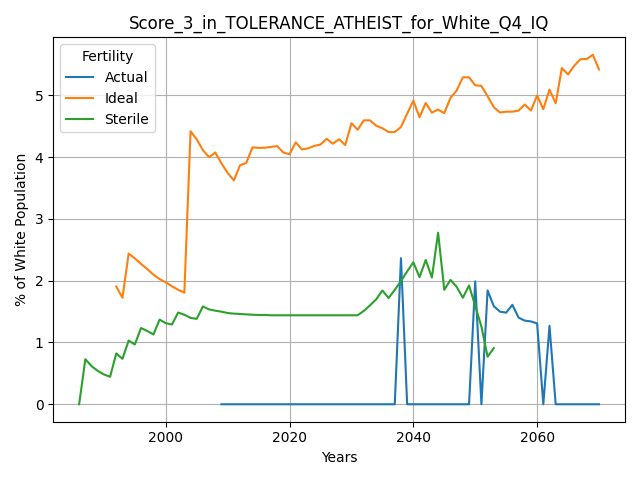 Score_3_in_TOLERANCE_ATHEIST_for_White_Q4_IQ
Fertility
Actual
Ideal
Sterile
% of White Population
5
4
3
2
1
0
2000
2020
2040
2060
Years